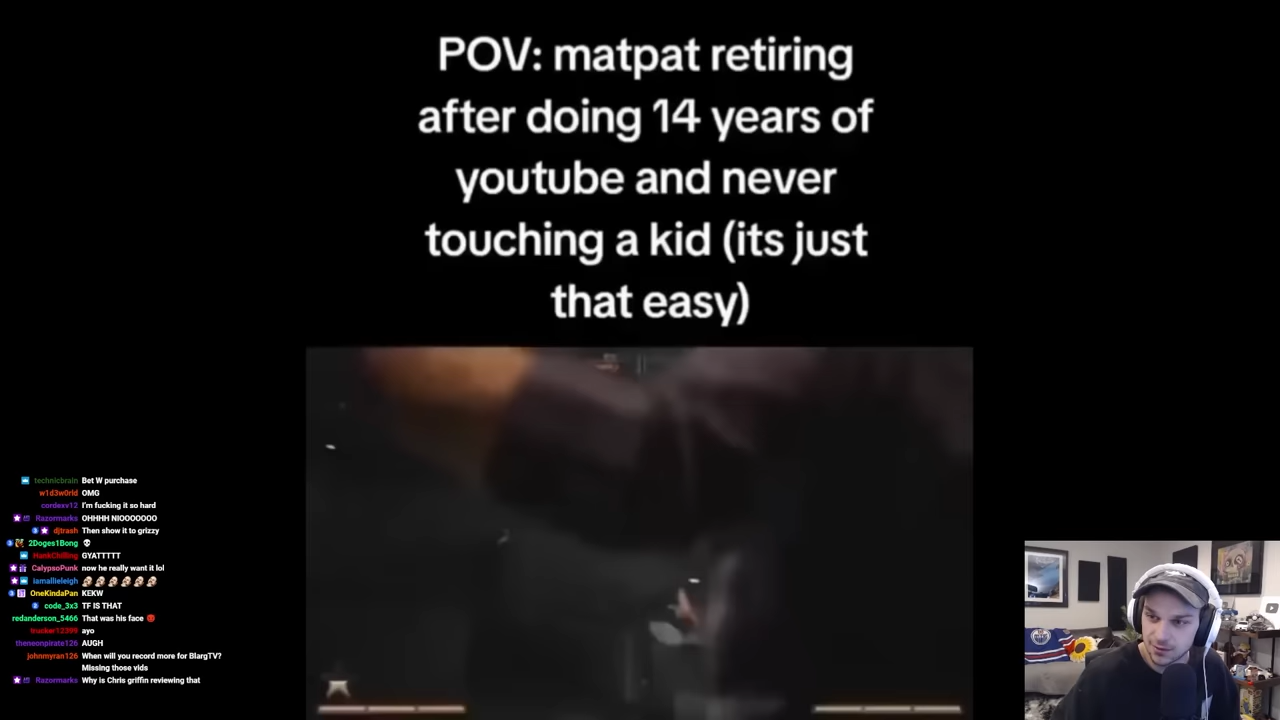 POV: matpat retiring
after doing 14 years of
youtube and never
touching a kid (its just
that easy)
technicbrain Bet W purchase
w1d3w0rld OMG
cordexv12 I'm fucking it so hard
Razormarks OHHHH NIOOOOOOO
djtrash Then show it to grizzy
2Doges1Bong 💀
HankChilling GYATTTTT
CalypsoPunk now he really want it lol
iamallieleigh
OneKindaPan KEKW
code_3x3 TF IS THAT
redanderson_5466 That was his face
trucker12399 ayo
theneonpirate126 AUGH
johnmyran126 When will you record more for BlargTV?
Missing those vids
Razormarks Why is Chris griffin reviewing that